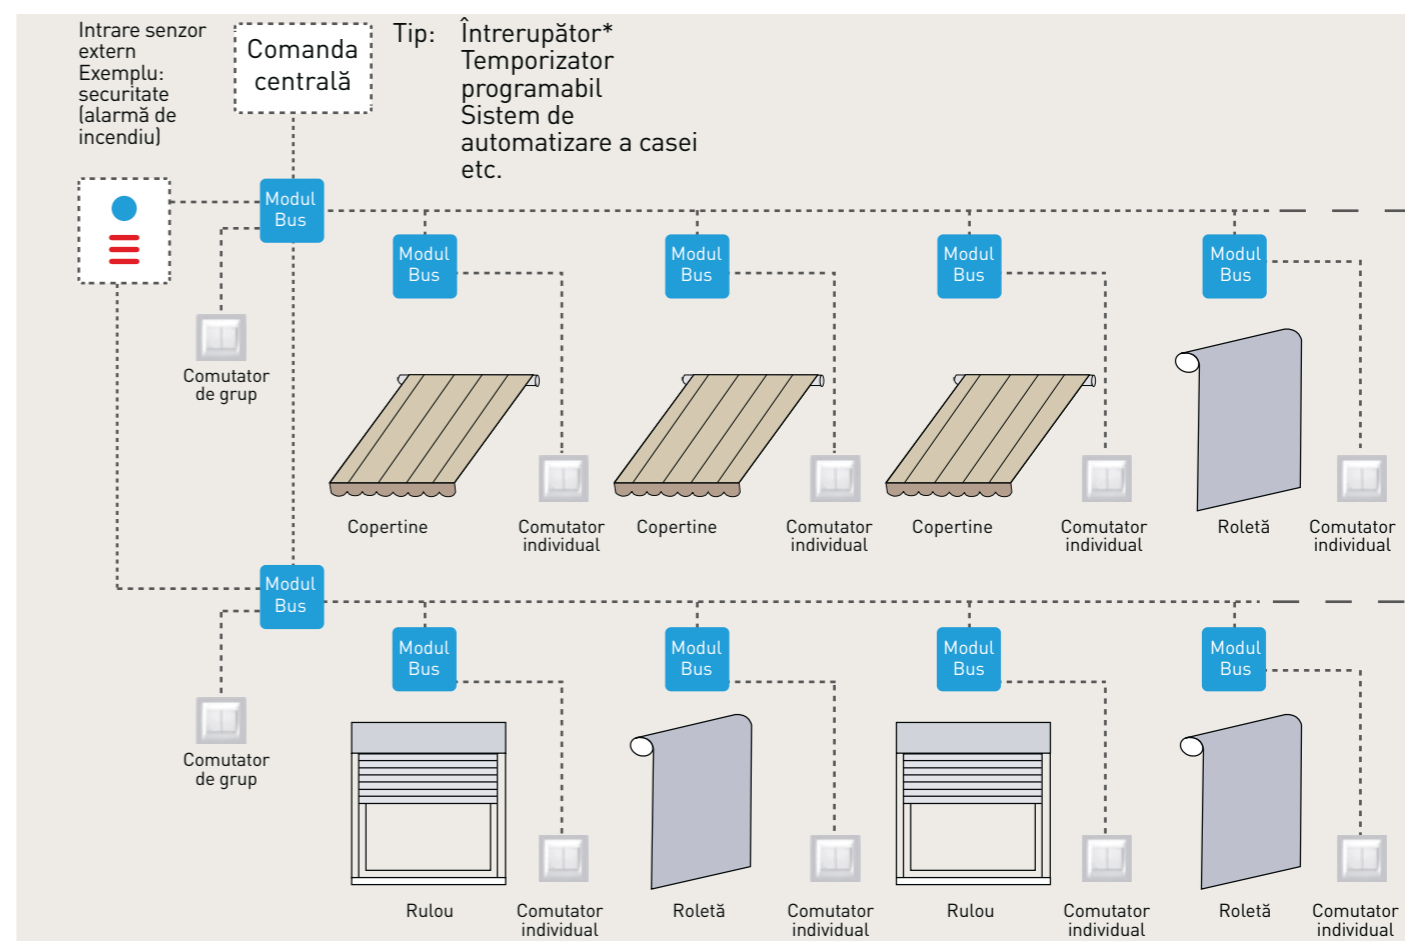 Intrare senzor
extern
Exemplu:
securitate
(alarmă de
incendiu)
Comanda
centrală
Tip: Întrerupător*
Temporizator
programabil
Sistem de
automatizare a casei
etc.
Modul
Bus
Modul
Bus
Modul
Bus
Modul
Bus
Modul
Bus
Comutator
de grup
Copertine
Comutator
individual
Copertine
Comutator
individual
Copertine
Comutator
individual
Roletă
Comutator
individual
Modul
Bus
Modul
Bus
Modul
Bus
Modul
Bus
Modul
Bus
Comutator
de grup
Rulou
Comutator
individual
Roletă
Comutator
individual
Rulou
Comutator
individual
Roletă
Comutator
individual